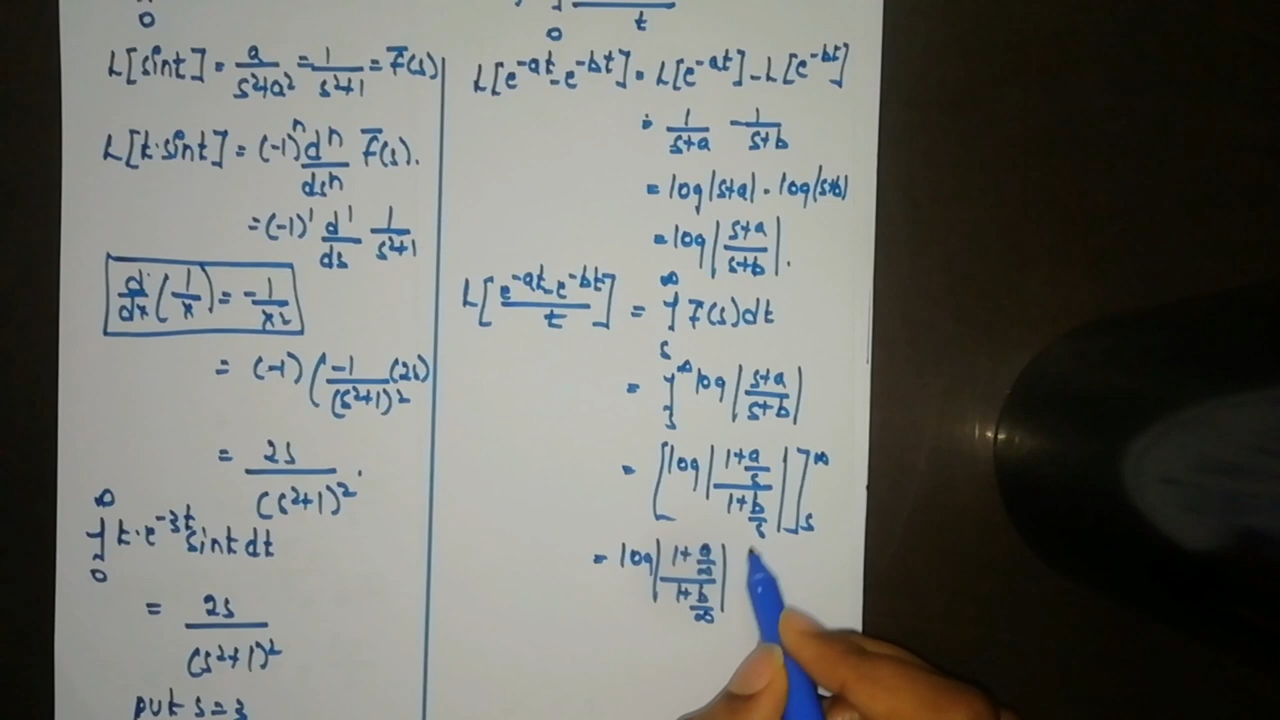 0
L[sint] = a/(s²+a²) = 1/(s²+1) = F̄(s)
L[t·sint] = (-1)ⁿ dⁿ/dsⁿ F̄(s).
= (-1)¹ d¹/ds 1/(s²+1)
d/dx (1/x) = -1/x²
= (-1) ( -1/(s²+1)² (2s)
= 2s/(s²+1)².
∫₀^∞ t·e^-3t sint dt
= 2s/(s²+1)²
put s=3
0 t
L[e^-at - e^-bt] = L[e^-at] - L[e^-bt]
= 1/(s+a) - 1/(s+b)
= log|s+a| - log|s+b|
= log |(s+a)/(s+b)|.
L[(e^-at - e^-bt)/t] = ∫ₛ^∞ F(s) dt
= ∫ₛ^∞ log |(s+a)/(s+b)|
= [log |(1+a/s)/(1+b/s)|]ₛ^∞
= log |(1+a/∞)/(1+b/∞)|